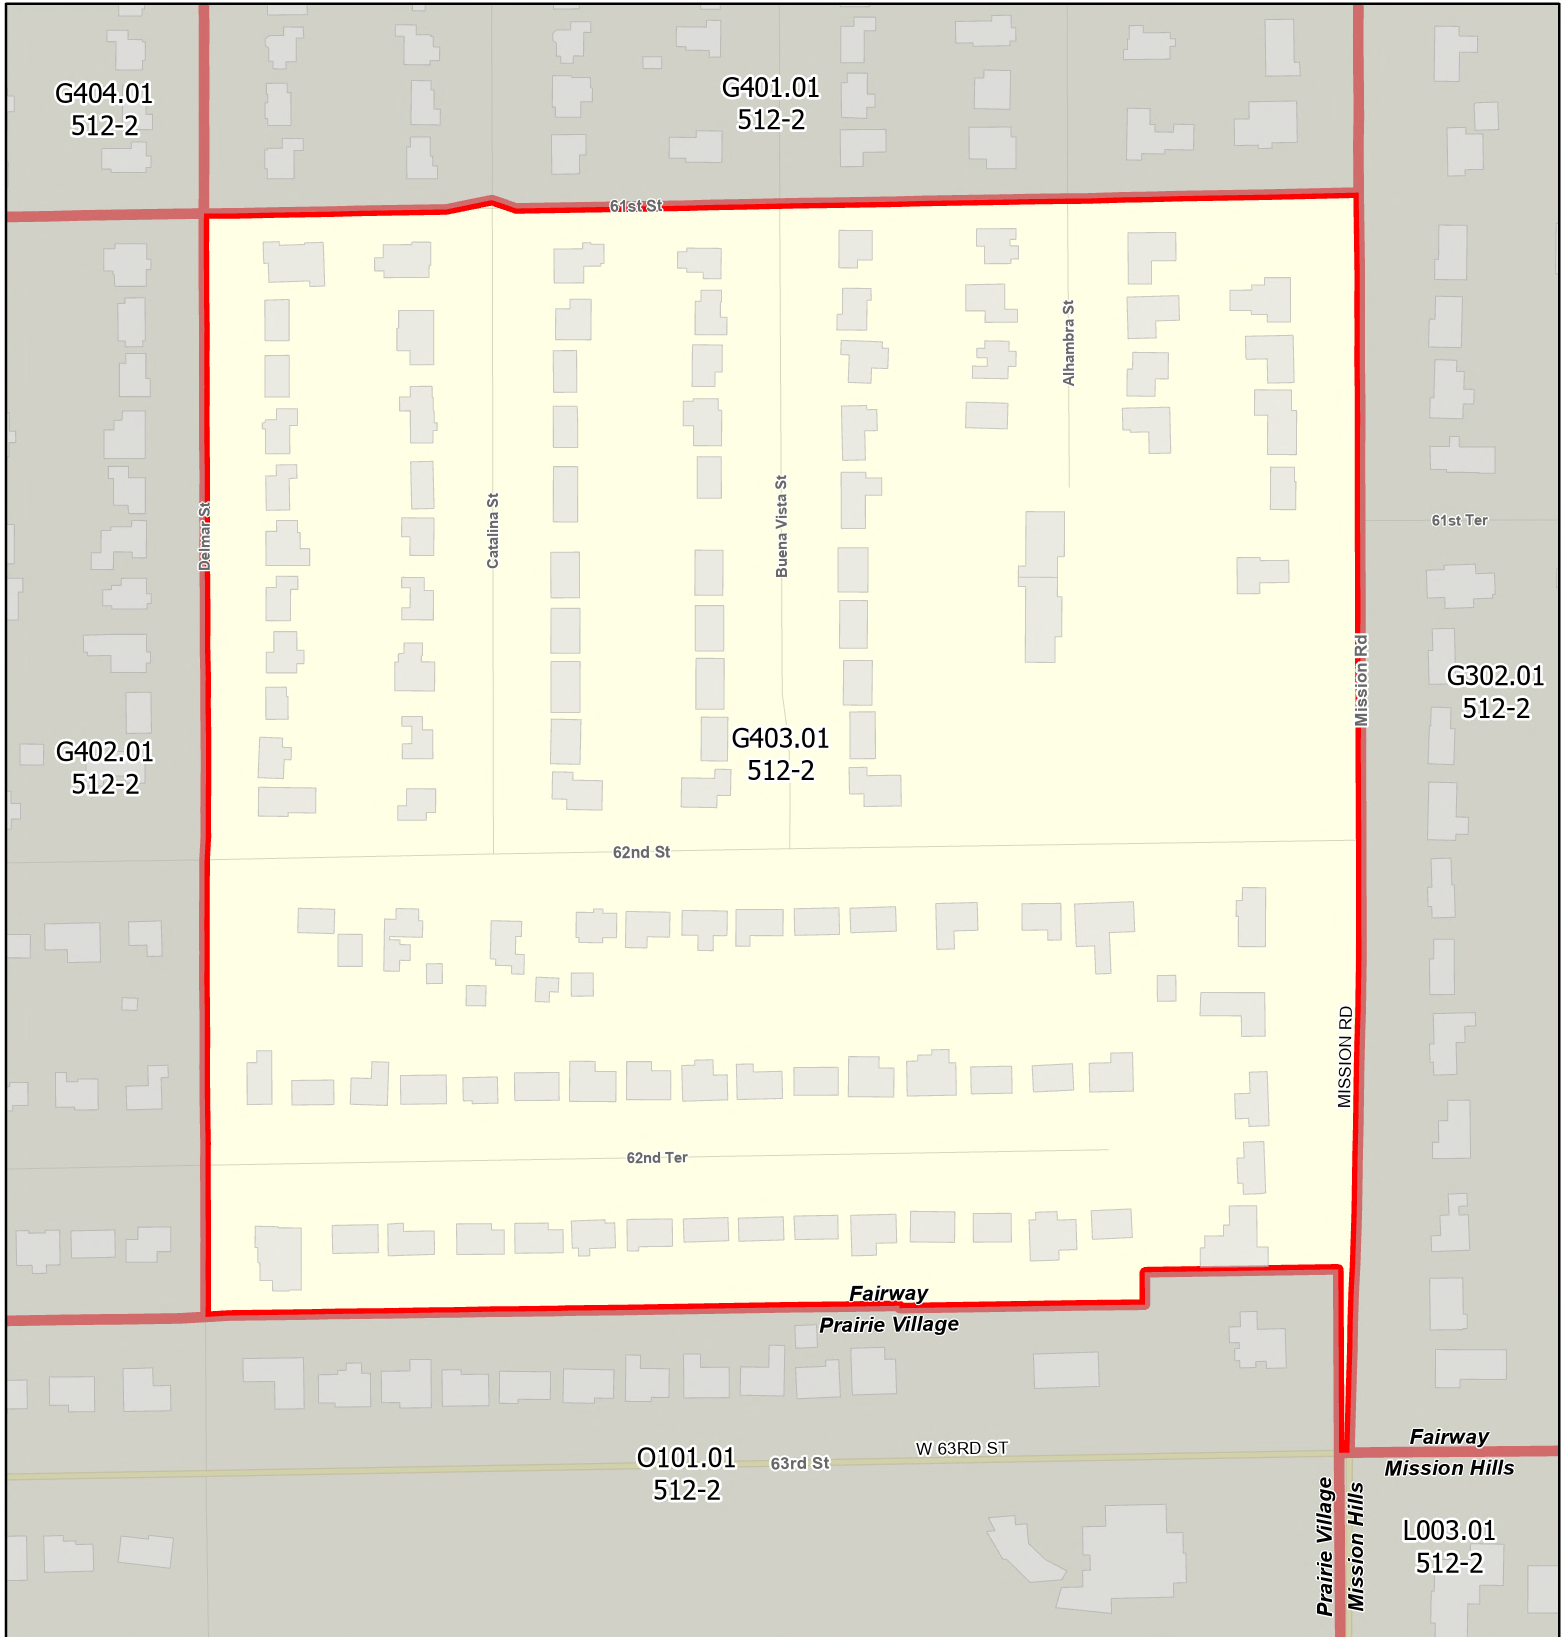 G404.01
512-2
G401.01
512-2
61st St
Alhambra St
Delmar St
Catalina St
Buena Vista St
61st Ter
Mission Rd
G302.01
512-2
G402.01
512-2
G403.01
512-2
62nd St
MISSION RD
62nd Ter
Fairway
Prairie Village
O101.01
512-2
63rd St
W 63RD ST
Fairway
Mission Hills
Prairie Village
Mission Hills
L003.01
512-2